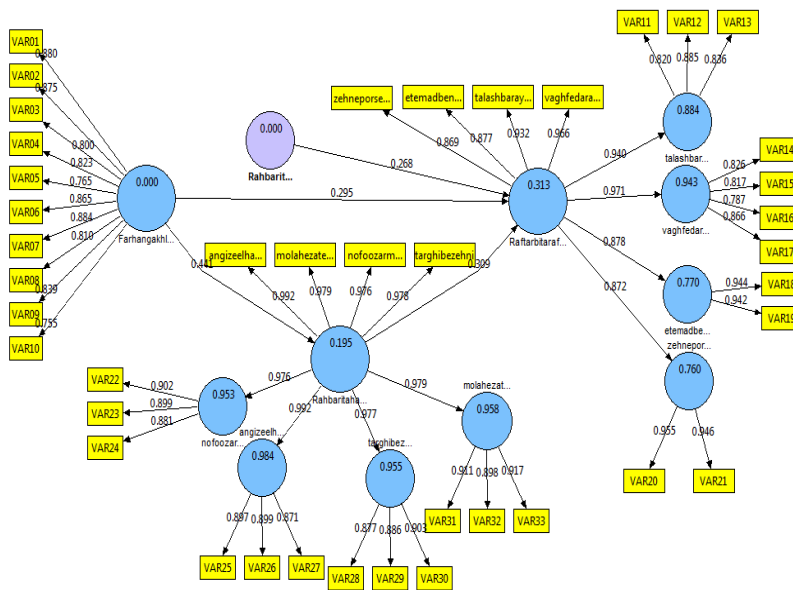 VAR01
VAR02
VAR03
VAR04
VAR05
VAR06
VAR07
VAR08
VAR09
VAR10
0.880
0.875
0.800
0.823
0.765
0.865
0.884
0.810
0.839
0.755
0.000
Farhangakhl...
0.000
Rahbarit...
0.268
0.295
0.441
zehneporse...
etemadben...
talashbaray...
vaghfedara...
0.869
0.877
0.932
0.966
0.313
Raftarbitaraf...
0.940
0.971
0.878
0.872
VAR11
VAR12
VAR13
0.820
0.885
0.836
0.884
talashbar...
0.943
vaghfedar...
VAR14
VAR15
VAR16
VAR17
0.826
0.817
0.787
0.866
0.770
etemadbe...
VAR18
VAR19
0.944
0.942
zehnepor...
0.760
0.955
0.946
VAR20
VAR21
angizeelha...
molahezate...
nofoozarm...
targhibezehni
0.992
0.979
0.976
0.978
0.195
Rahbaritaha...
0.976
0.992
0.977
0.979
VAR22
VAR23
VAR24
0.902
0.899
0.881
0.953
nofoozar...
angizeelh...
0.984
0.897
0.899
0.871
VAR25
VAR26
VAR27
targhibez...
0.955
0.877
0.886
0.903
VAR28
VAR29
VAR30
molahezat...
0.958
0.911
0.898
0.917
VAR31
VAR32
VAR33